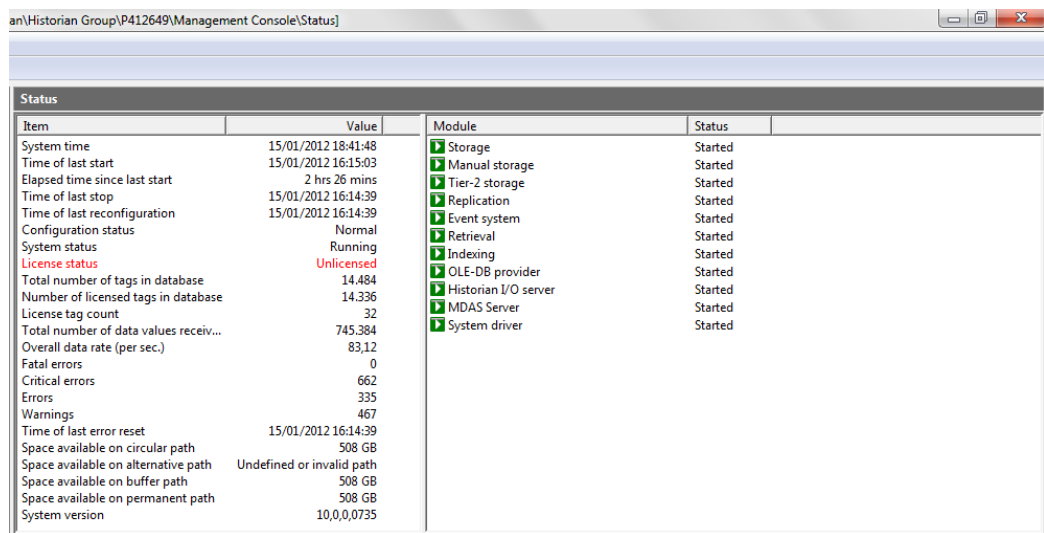 an\Historian Group\P412649\Management Console\Status]
Status
Item Value
System time 15/01/2012 18:41:48
Time of last start 15/01/2012 16:15:03
Elapsed time since last start 2 hrs 26 mins
Time of last stop 15/01/2012 16:14:39
Time of last reconfiguration 15/01/2012 16:14:39
Configuration status Normal
System status Running
License status Unlicensed
Total number of tags in database 14.484
Number of licensed tags in database 14.336
License tag count 32
Total number of data values receiv... 745.384
Overall data rate (per sec.) 83,12
Fatal errors 0
Critical errors 662
Errors 335
Warnings 467
Time of last error reset 15/01/2012 16:14:39
Space available on circular path 508 GB
Space available on alternative path Undefined or invalid path
Space available on buffer path 508 GB
Space available on permanent path 508 GB
System version 10,0,0,0735
Module Status
Storage Started
Manual storage Started
Tier-2 storage Started
Replication Started
Event system Started
Retrieval Started
Indexing Started
OLE-DB provider Started
Historian I/O server Started
MDAS Server Started
System driver Started